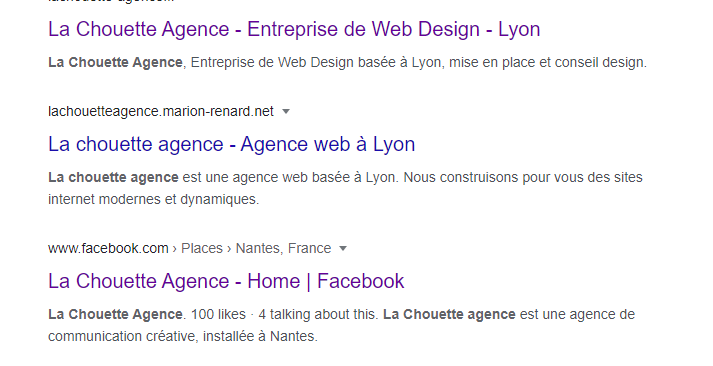 La Chouette Agence - Entreprise de Web Design - Lyon
La Chouette Agence, Entreprise de Web Design basée à Lyon, mise en place et conseil design.
lachouetteagence.marion-renard.net
La chouette agence - Agence web à Lyon
La chouette agence est une agence web basée à Lyon. Nous construisons pour vous des sites
internet modernes et dynamiques.
www.facebook.com › Places › Nantes, France
La Chouette Agence - Home | Facebook
La Chouette Agence. 100 likes · 4 talking about this. La Chouette agence est une agence de
communication créative, installée à Nantes.